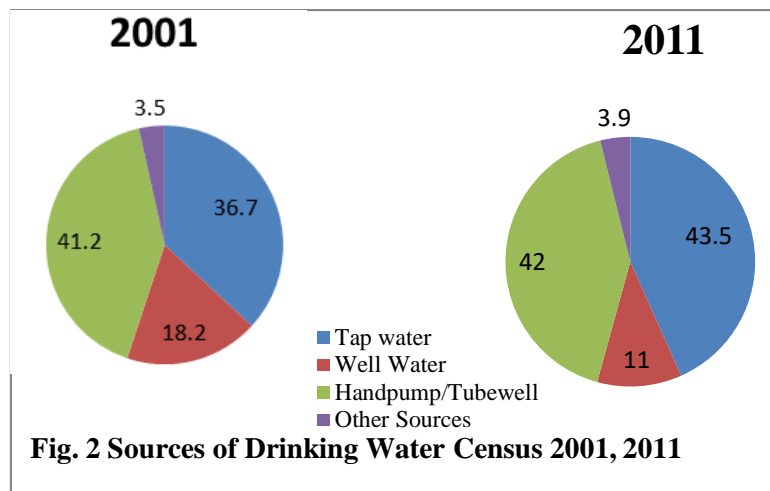 2001
2011
3.5
36.7
41.2
18.2
3.9
43.5
42
11
Tap water
Well Water
Handpump/Tubewell
Other Sources
Fig. 2 Sources of Drinking Water Census 2001, 2011